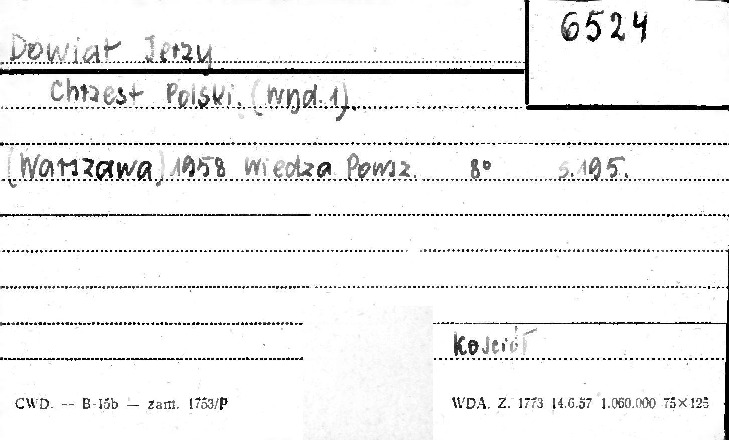 6524
Dowiat Jerzy
Chrzest Polski. (Wyd. 1).
(Warszawa) 1958 Wiedza Powsz. 8° s. 195.
Kościół
CWD. -- B-15b — zam. 1753/P
WDA. Z. 1773 14.6.57 1.060.000 75×125